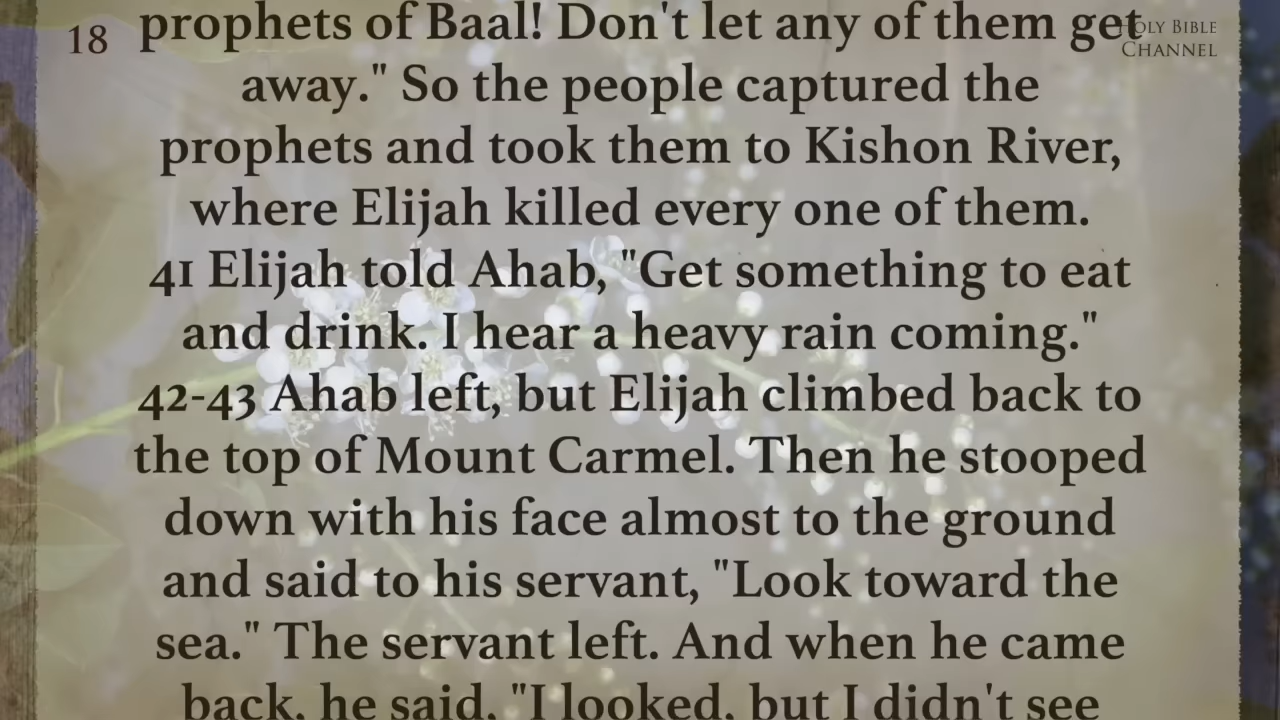 18
prophets of Baal! Don't let any of them get
HOLY BIBLE
CHANNEL
away." So the people captured the
prophets and took them to Kishon River,
where Elijah killed every one of them.
41 Elijah told Ahab, "Get something to eat
and drink. I hear a heavy rain coming."
42-43 Ahab left, but Elijah climbed back to
the top of Mount Carmel. Then he stooped
down with his face almost to the ground
and said to his servant, "Look toward the
sea." The servant left. And when he came
back, he said, "I looked, but I didn't see